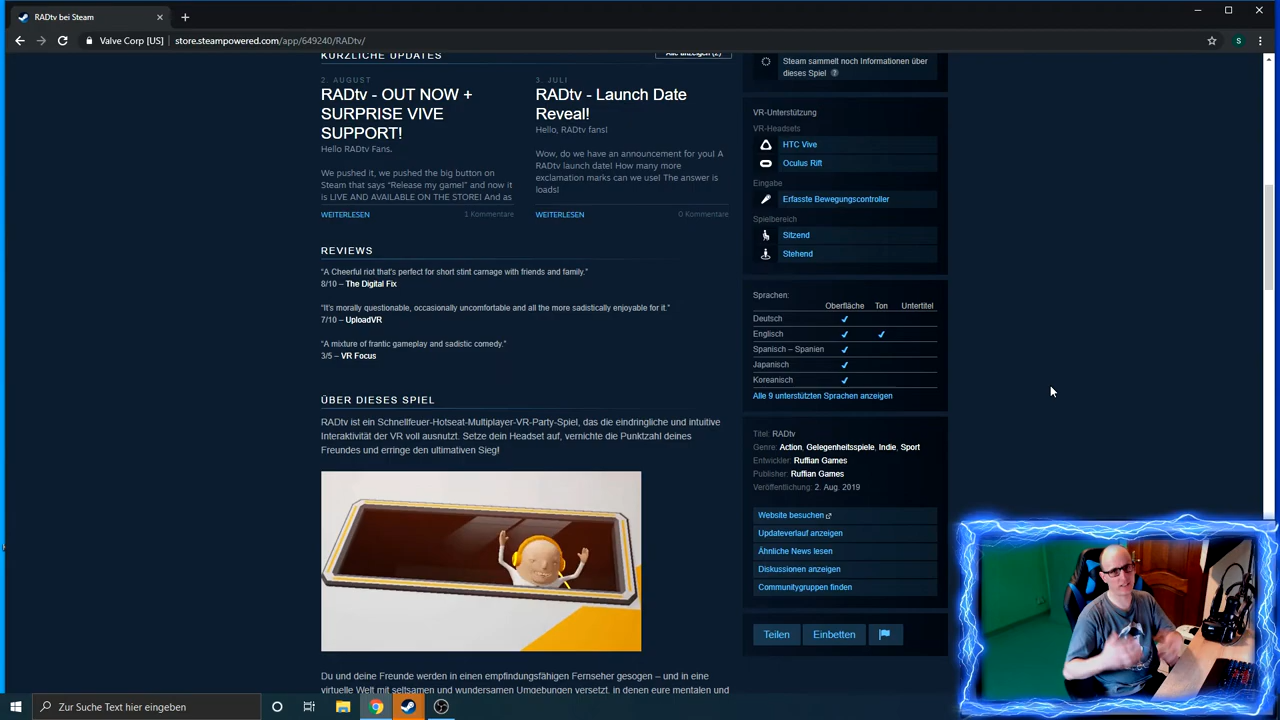 RADtv bei Steam
Valve Corp [US] | store.steampowered.com/app/649240/RADtv/
S
KÜRZLICHE UPDATES
Alle anzeigen (2)
2. AUGUST
RADtv - OUT NOW +
SURPRISE VIVE
SUPPORT!
Hello RADtv Fans.
We pushed it, we pushed the big button on
Steam that says "Release my game!" and now it
is LIVE AND AVAILABLE ON THE STORE! And as
WEITERLESEN
1 Kommentare
3. JULI
RADtv - Launch Date
Reveal!
Hello, RADtv fans!
Wow, do we have an announcement for you! A
RADtv launch date! How many more
exclamation marks can we use! The answer is
loads!
WEITERLESEN
0 Kommentare
REVIEWS
“A Cheerful riot that's perfect for short stint carnage with friends and family.”
8/10 – The Digital Fix
“It's morally questionable, occasionally uncomfortable and all the more sadistically enjoyable for it.”
7/10 – UploadVR
“A mixture of frantic gameplay and sadistic comedy.”
3/5 – VR Focus
ÜBER DIESES SPIEL
RADtv ist ein Schnellfeuer-Hotseat-Multiplayer-VR-Party-Spiel, das die eindringliche und intuitive
Interaktivität der VR voll ausnutzt. Setze dein Headset auf, vernichte die Punktzahl deines
Freundes und erringe den ultimativen Sieg!
Du und deine Freunde werden in einen empfindungsfähigen Fernseher gesogen – und in eine
virtuelle Welt mit seltsamen und wundersamen Umgebungen versetzt, in denen eure mentalen und
Steam sammelt noch Informationen über
dieses Spiel ?
VR-Unterstützung
VR-Headsets
HTC Vive
Oculus Rift
Eingabe
Erfasste Bewegungscontroller
Spielbereich
Sitzend
Stehend
Sprachen:
Oberfläche Ton Untertitel
Deutsch ✓
Englisch ✓ ✓
Spanisch – Spanien ✓
Japanisch ✓
Koreanisch ✓
Alle 9 unterstützten Sprachen anzeigen
Titel: RADtv
Genre: Action, Gelegenheitsspiele, Indie, Sport
Entwickler: Ruffian Games
Publisher: Ruffian Games
Veröffentlichung: 2. Aug. 2019
Website besuchen
Updateverlauf anzeigen
Ähnliche News lesen
Diskussionen anzeigen
Communitygruppen finden
Teilen
Einbetten
Zur Suche Text hier eingeben